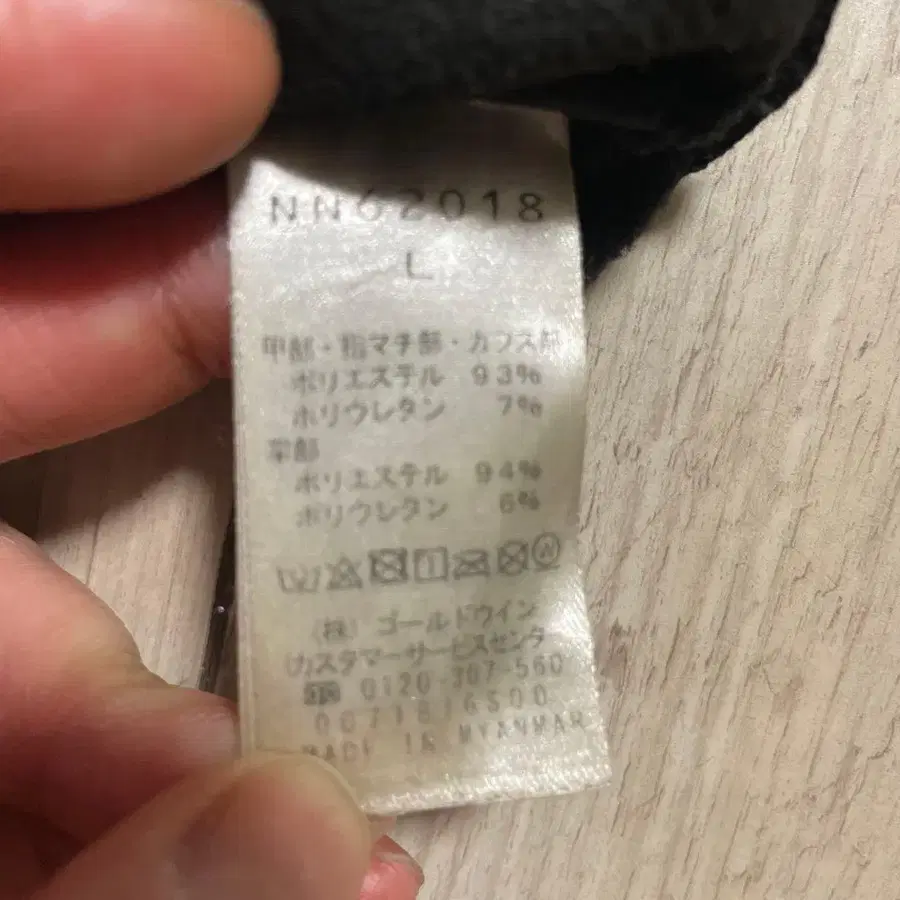 NN62018
L
甲部・指マチ部・カフス部
ポリエステル 93%
ポリウレタン 7%
掌部
ポリエステル 94%
ポリウレタン 6%
(株) ゴールドウイン
カスタマーサービスセンター
0120-307-560
MADE IN MYANMAR